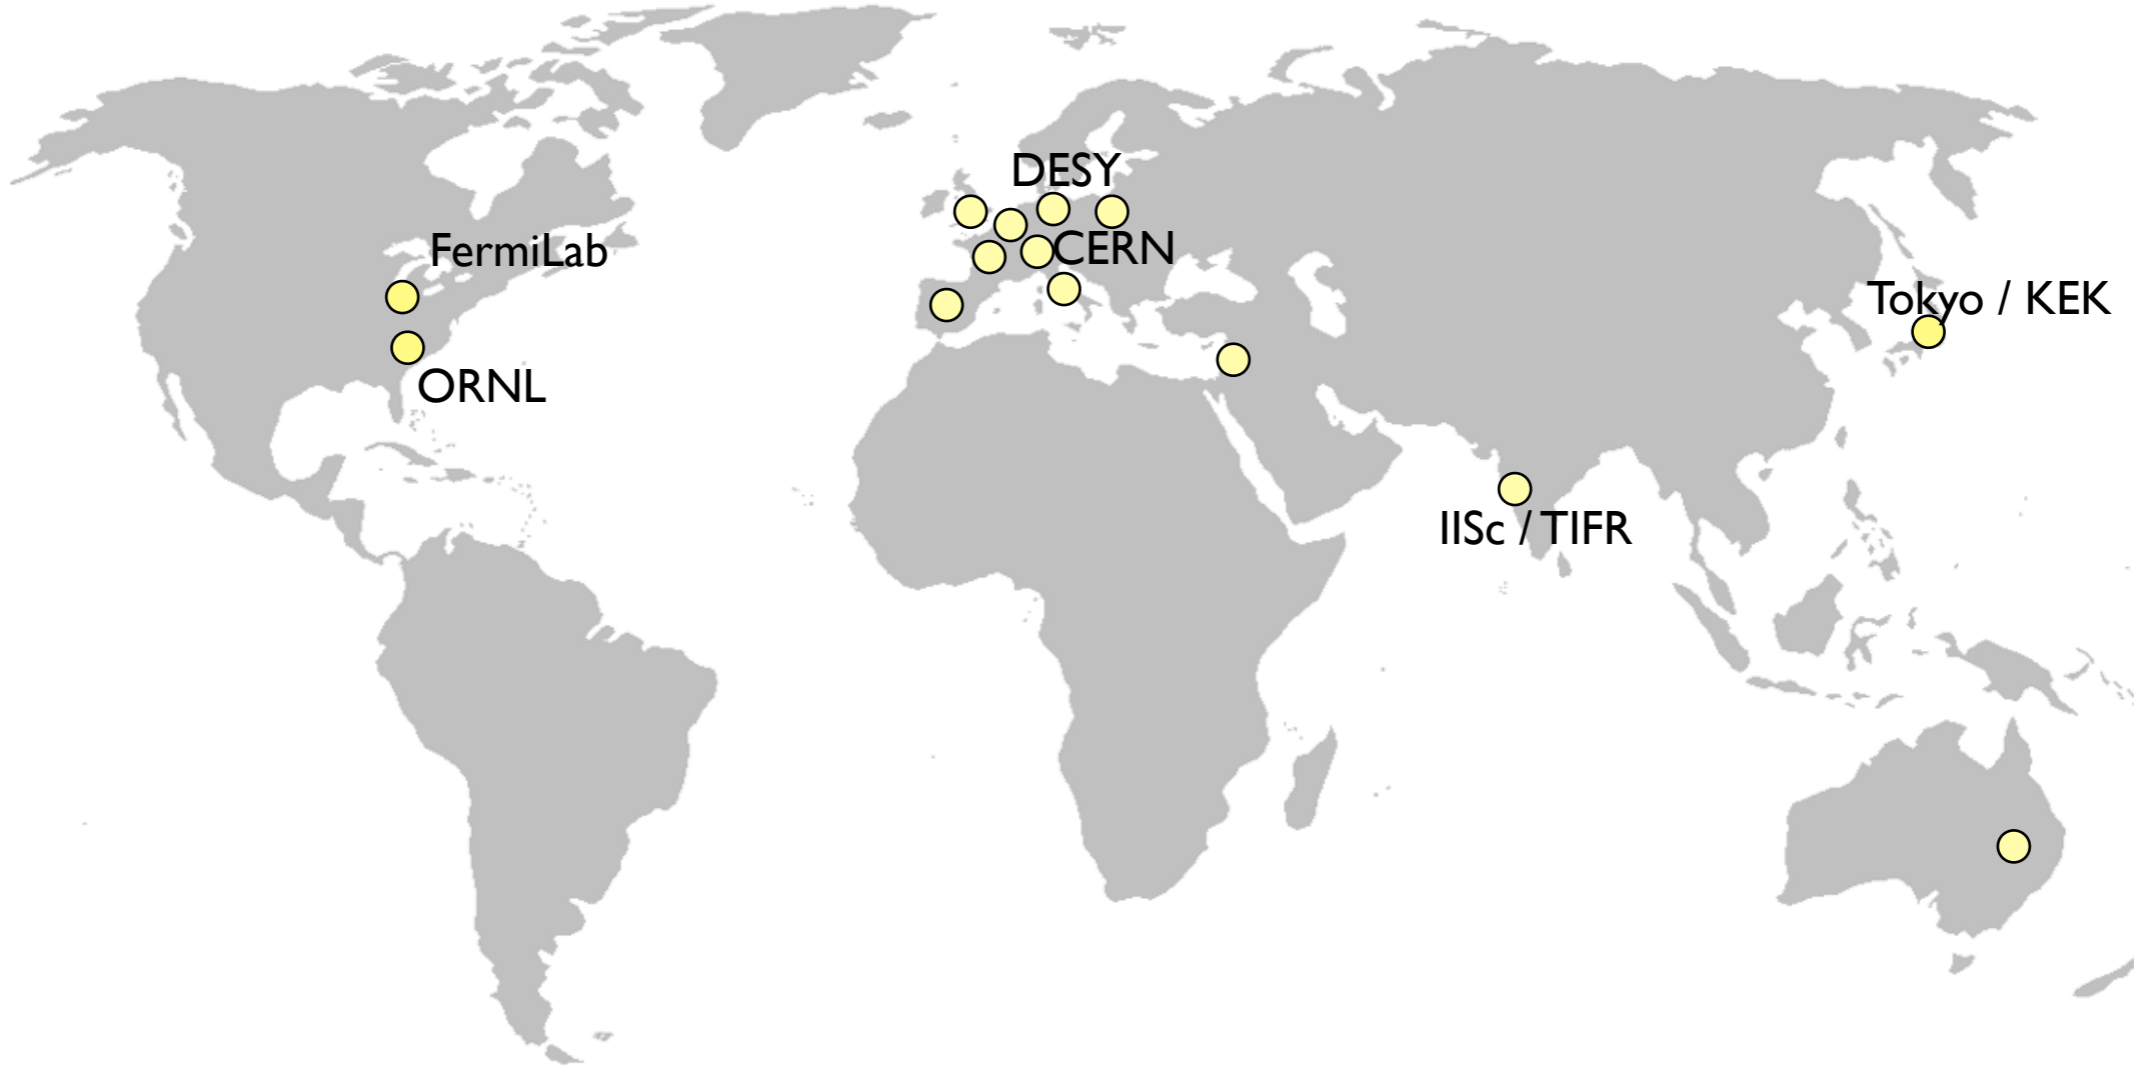 DESY
FermiLab
CERN
Tokyo / KEK
ORNL
IISc / TIFR